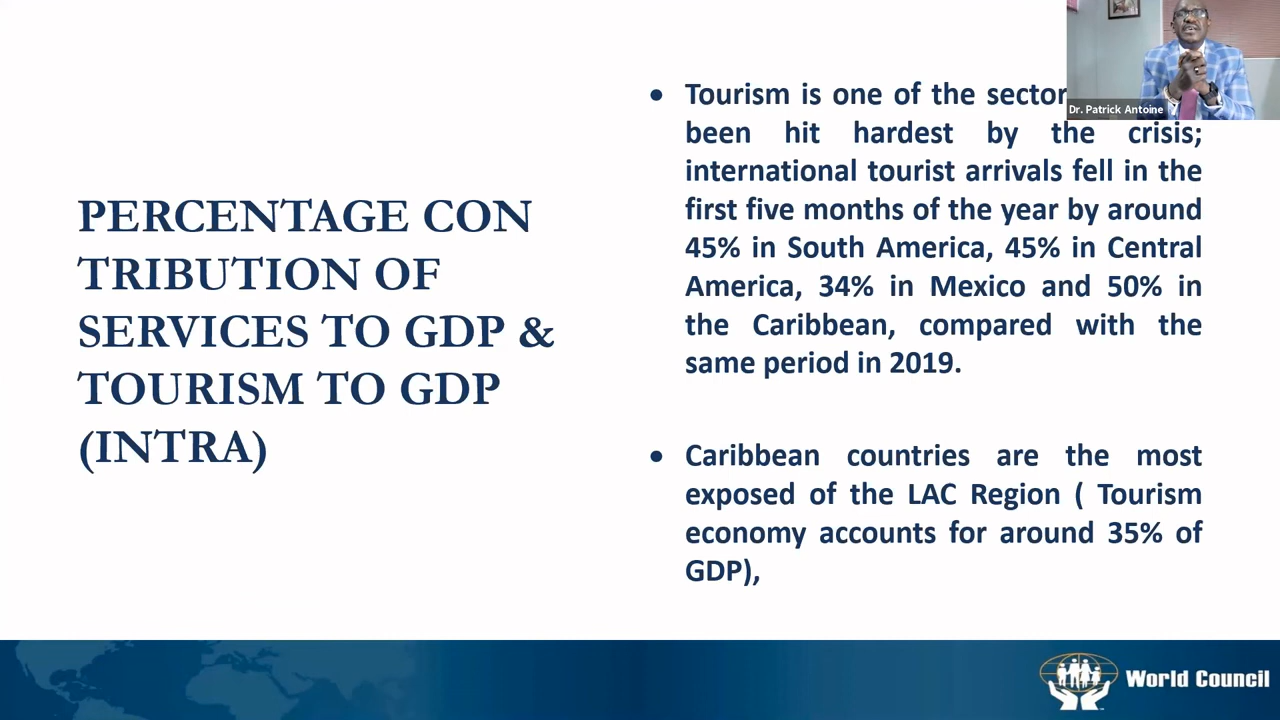 PERCENTAGE CON
TRIBUTION OF
SERVICES TO GDP &
TOURISM TO GDP
(INTRA)
• Tourism is one of the sector
been hit hardest by the crisis;
international tourist arrivals fell in the
first five months of the year by around
45% in South America, 45% in Central
America, 34% in Mexico and 50% in
the Caribbean, compared with the
same period in 2019.
• Caribbean countries are the most
exposed of the LAC Region ( Tourism
economy accounts for around 35% of
GDP),
Dr. Patrick Antoine
World Council